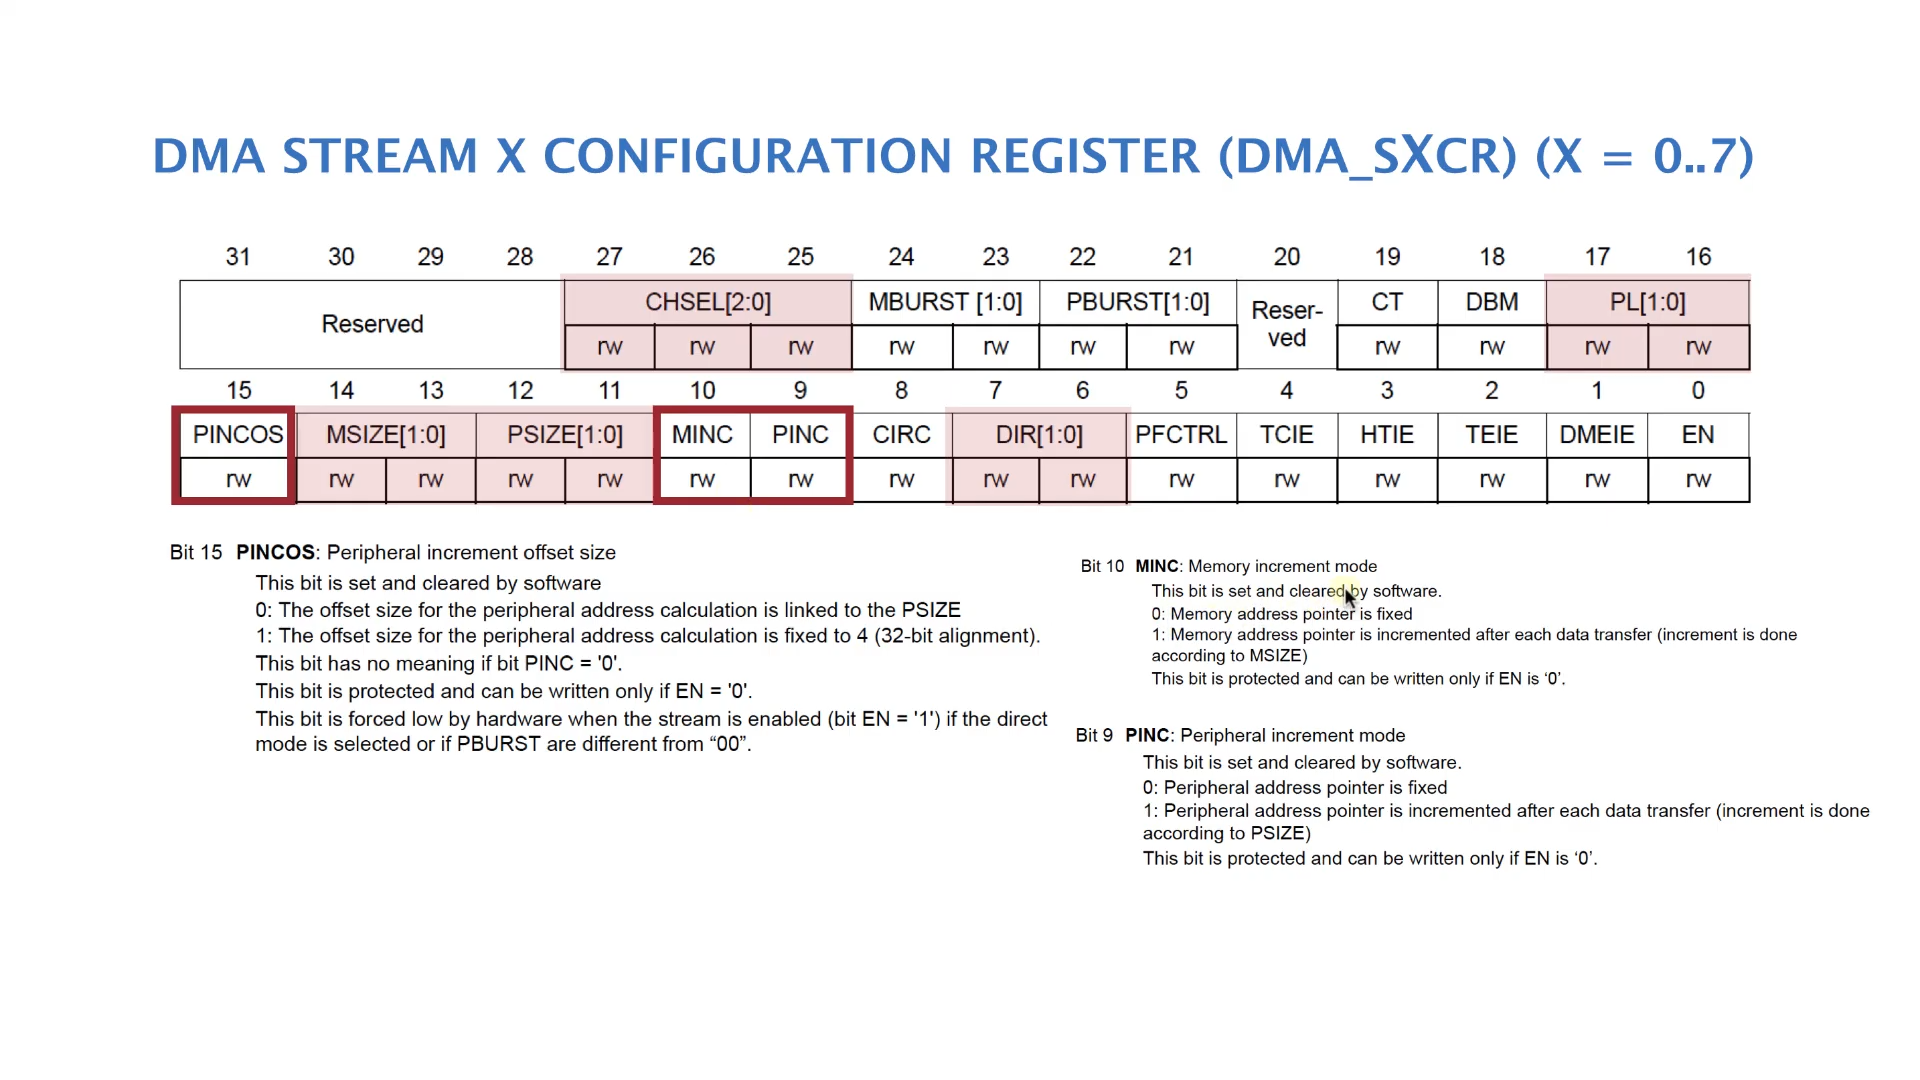 DMA STREAM X CONFIGURATION REGISTER (DMA_SXCR) (X = 0..7)
31 30 29 28 27 26 25 24 23 22 21 20 19 18 17 16
Reserved CHSEL[2:0] MBURST [1:0] PBURST[1:0] Reser-ved CT DBM PL[1:0]
rw rw rw rw rw rw rw rw rw rw rw
15 14 13 12 11 10 9 8 7 6 5 4 3 2 1 0
PINCOS MSIZE[1:0] PSIZE[1:0] MINC PINC CIRC DIR[1:0] PFCTRL TCIE HTIE TEIE DMEIE EN
rw rw rw rw rw rw rw rw rw rw rw rw rw rw rw rw
Bit 15 PINCOS: Peripheral increment offset size
This bit is set and cleared by software
0: The offset size for the peripheral address calculation is linked to the PSIZE
1: The offset size for the peripheral address calculation is fixed to 4 (32-bit alignment).
This bit has no meaning if bit PINC = '0'.
This bit is protected and can be written only if EN = '0'.
This bit is forced low by hardware when the stream is enabled (bit EN = '1') if the direct
mode is selected or if PBURST are different from “00”.
Bit 10 MINC: Memory increment mode
This bit is set and cleared by software.
0: Memory address pointer is fixed
1: Memory address pointer is incremented after each data transfer (increment is done
according to MSIZE)
This bit is protected and can be written only if EN is ‘0’.
Bit 9 PINC: Peripheral increment mode
This bit is set and cleared by software.
0: Peripheral address pointer is fixed
1: Peripheral address pointer is incremented after each data transfer (increment is done
according to PSIZE)
This bit is protected and can be written only if EN is ‘0’.